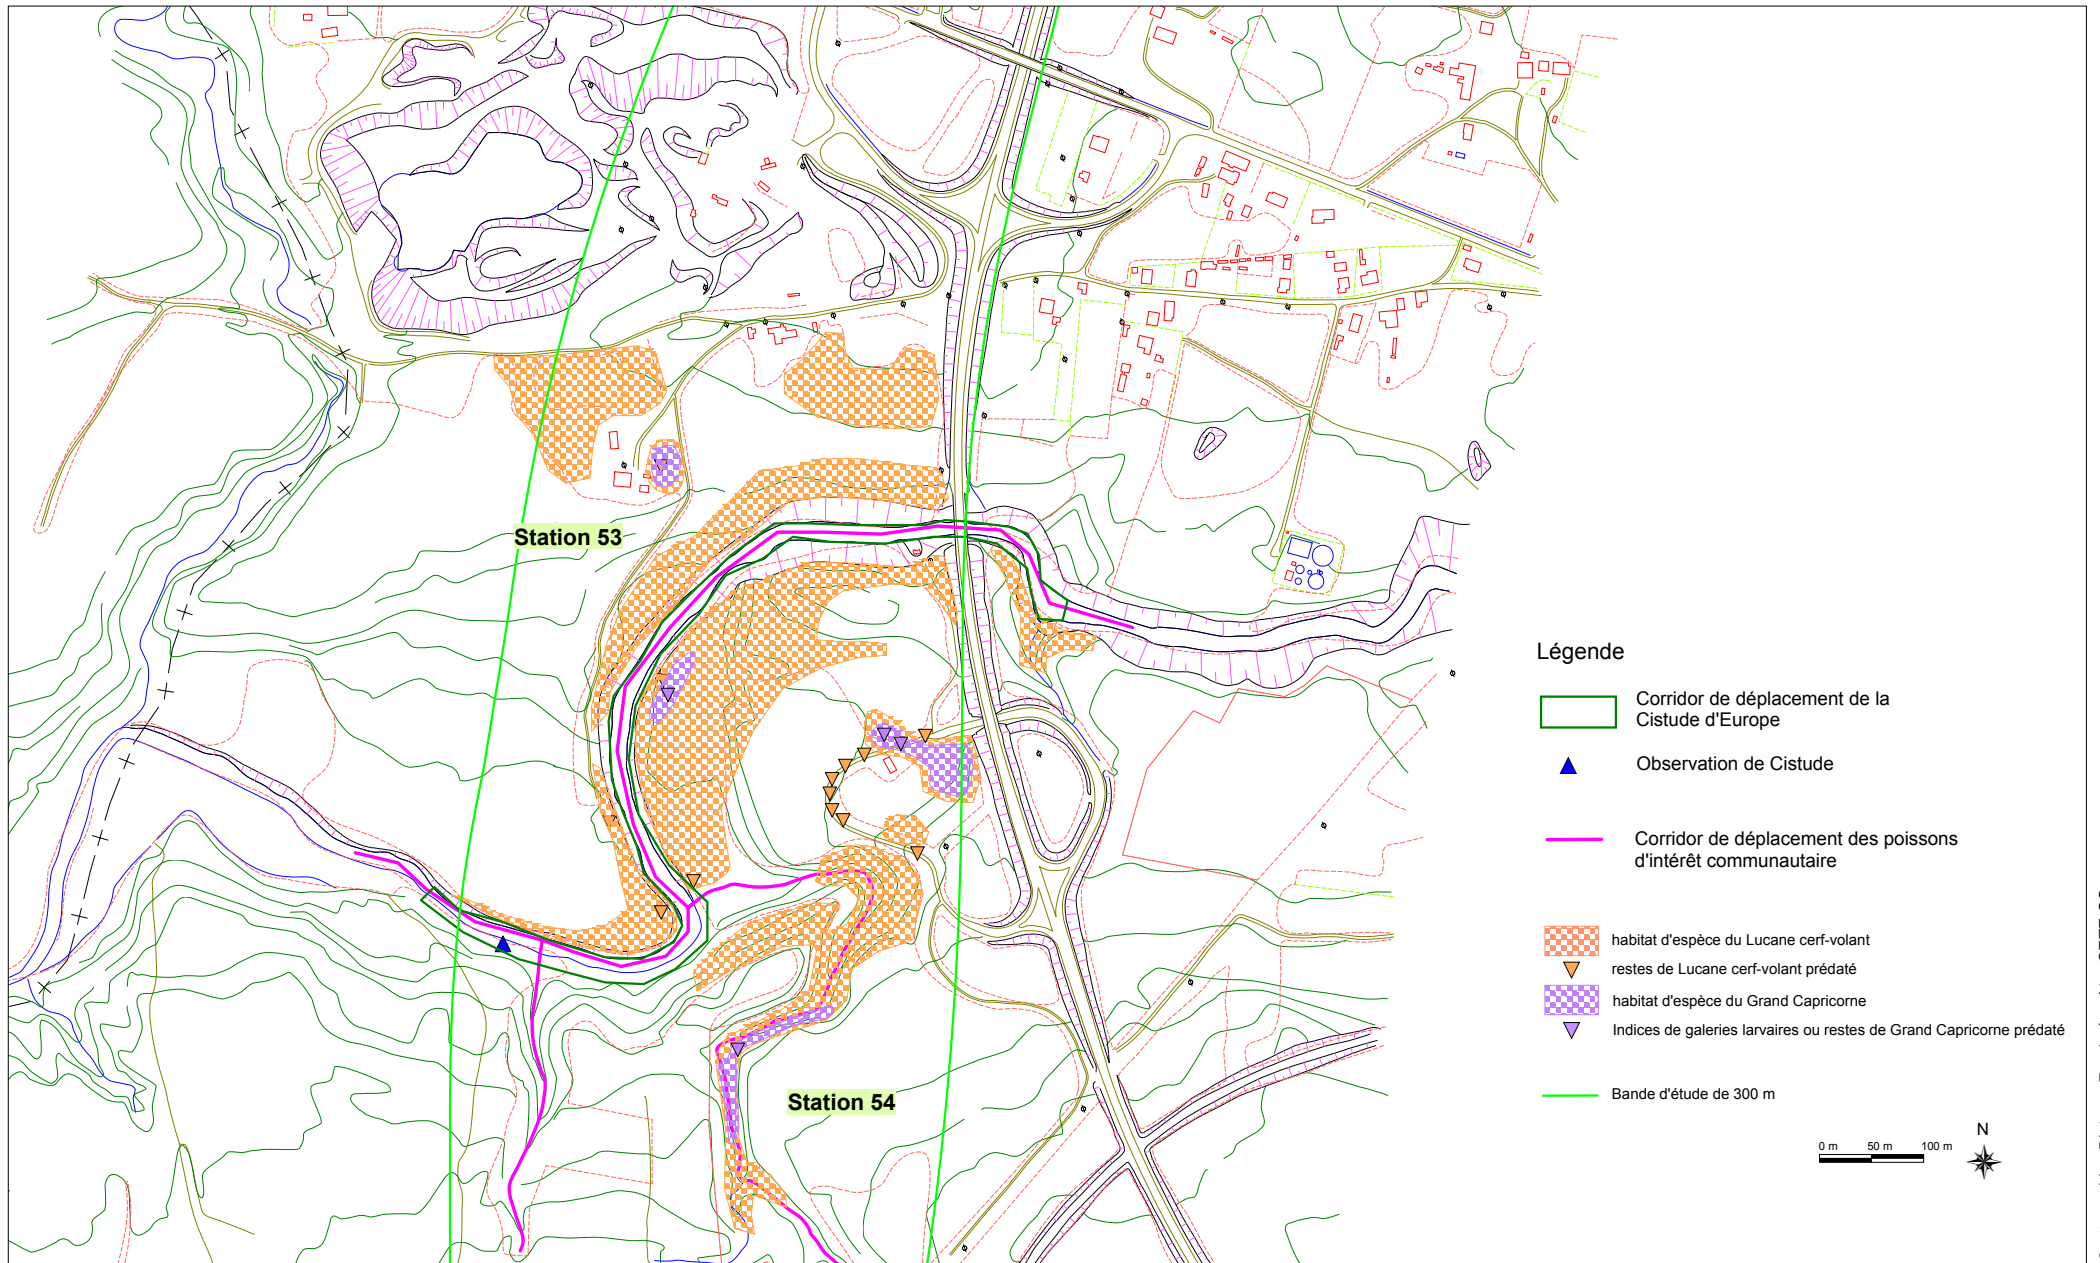 Station 53
Station 54
Légende
Corridor de déplacement de la
Cistude d'Europe
Observation de Cistude
Corridor de déplacement des poissons
d'intérêt communautaire
habitat d'espèce du Lucane cerf-volant
restes de Lucane cerf-volant prédaté
habitat d'espèce du Grand Capricorne
Indices de galeries larvaires ou restes de Grand Capricorne prédaté
Bande d'étude de 300 m
0 m 50 m 100 m
N